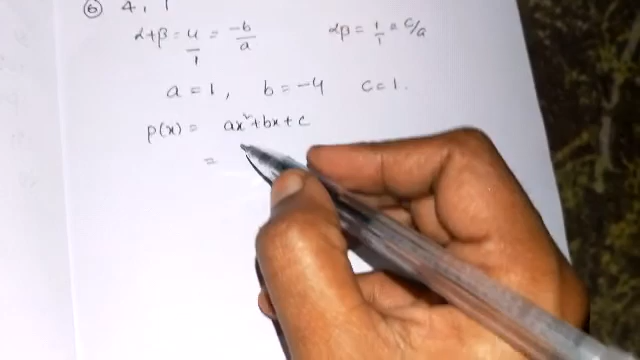 ⑥ 4, 1
α+β = 4/1 = -b/a αβ = 1/1 = c/a
a = 1, b = -4 c = 1.
p(x) = ax²+bx+c
=